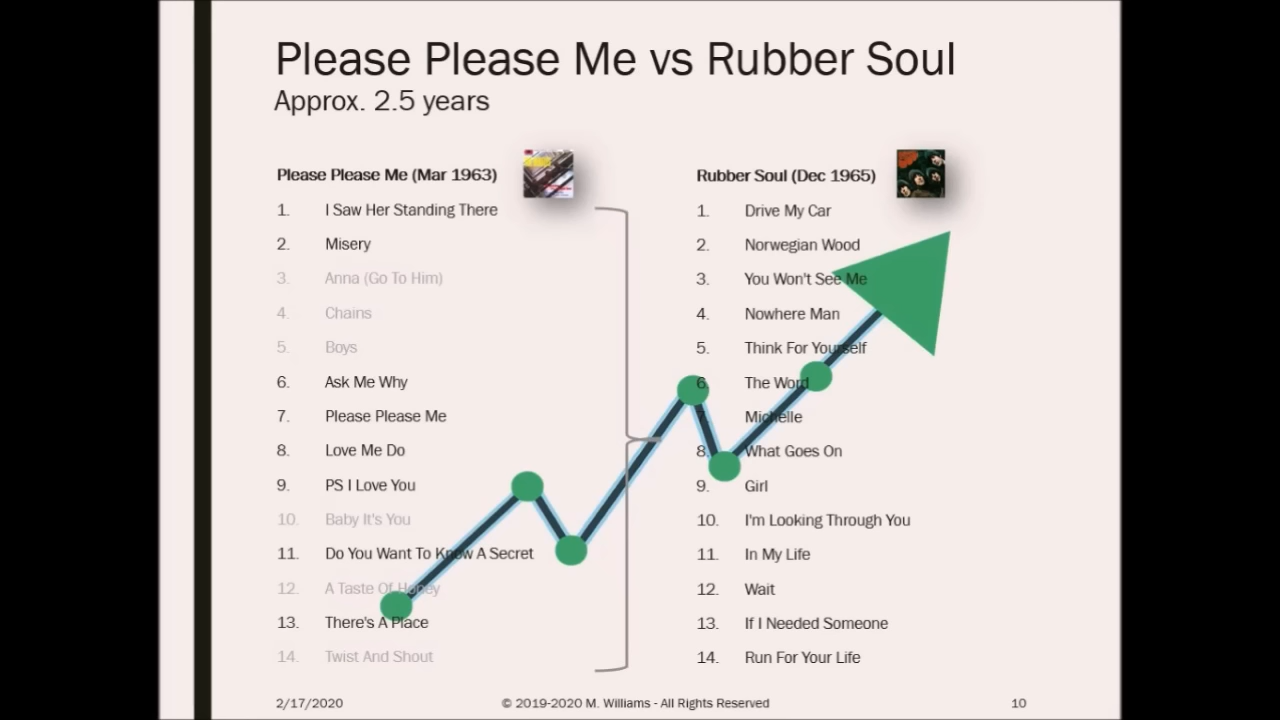 Please Please Me vs Rubber Soul
Approx. 2.5 years
Please Please Me (Mar 1963)
1. I Saw Her Standing There
2. Misery
3. Anna (Go To Him)
4. Chains
5. Boys
6. Ask Me Why
7. Please Please Me
8. Love Me Do
9. PS I Love You
10. Baby It's You
11. Do You Want To Know A Secret
12. A Taste Of Honey
13. There's A Place
14. Twist And Shout
Rubber Soul (Dec 1965)
1. Drive My Car
2. Norwegian Wood
3. You Won't See Me
4. Nowhere Man
5. Think For Yourself
6. The Word
7. Michelle
8. What Goes On
9. Girl
10. I'm Looking Through You
11. In My Life
12. Wait
13. If I Needed Someone
14. Run For Your Life
2/17/2020
© 2019-2020 M. Williams - All Rights Reserved
10